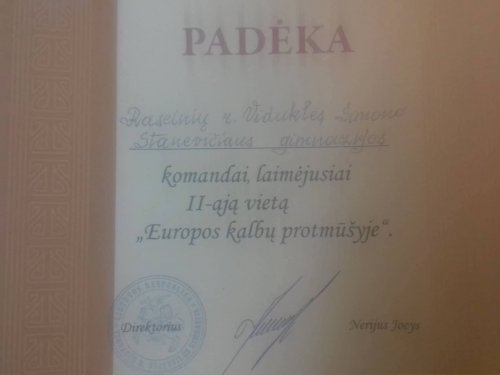 PADĖKA
Raseinių r. Viduklės Simono
Stanevičiaus gimnazijos
komandai, laimėjusiai
II-ąją vietą
„Europos kalbų protmūšyje“.
Direktorius
Nerijus Jocys